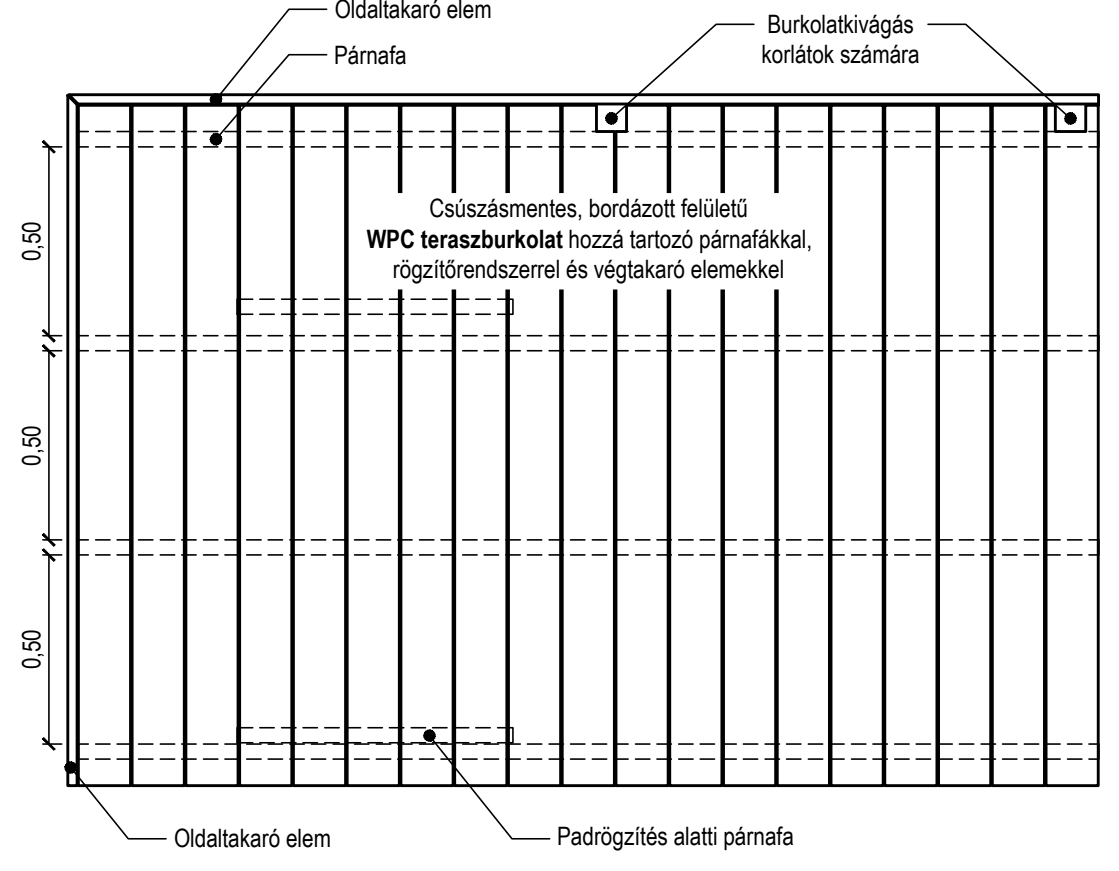 Oldaltakaró elem
Párnafa
Burkolatkivágás
korlátok számára
Csúszásmentes, bordázott felületű
WPC teraszburkolat hozzá tartozó párnafákkal,
rögzítőrendszerrel és végtakaró elemekkel
0,50
0,50
0,50
Oldaltakaró elem
Padrögzítés alatti párnafa